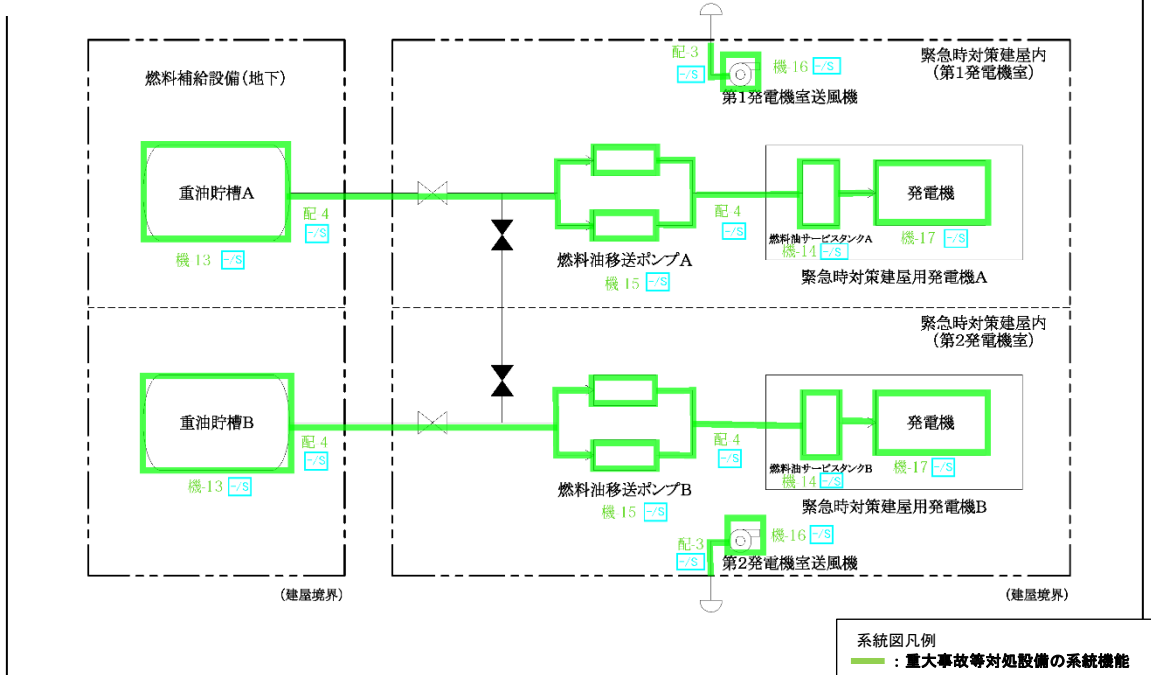 配-3
-/S
機-16 -/S
第1発電機室送風機
緊急時対策建屋内
(第1発電機室)
燃料補給設備(地下)
重油貯槽A
配 4
-/S
機 13 -/S
燃料油移送ポンプA
機 15 -/S
配 4
-/S
発電機
燃料油サービスタンクA
機-14 -/S
機-17 -/S
緊急時対策建屋用発電機A
緊急時対策建屋内
(第2発電機室)
重油貯槽B
配 4
-/S
機-13 -/S
燃料油移送ポンプB
機-15 -/S
配-4
-/S
発電機
燃料油サービスタンクB
機 14 -/S
機-17 -/S
緊急時対策建屋用発電機B
配-3
-/S
機-16 -/S
第2発電機室送風機
(建屋境界)
(建屋境界)
系統図凡例
：重大事故等対処設備の系統機能